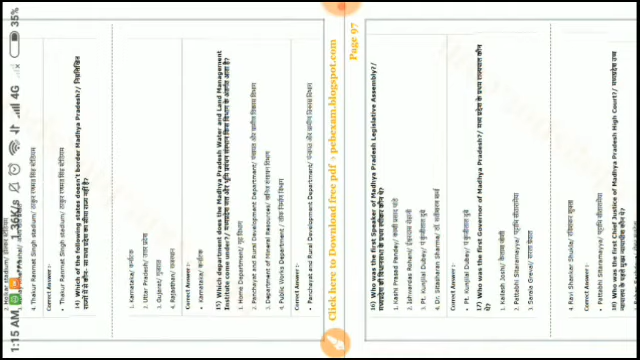 1:15 AM
36K/s
4G
35%
4. Thakur Ranmat Singh stadium/ ठाकुर रणमत सिंह स्टेडियम
Correct Answer :-
• Thakur Ranmat Singh stadium/ ठाकुर रणमत सिंह स्टेडियम
14) Which of the following states doesn't border Madhya Pradesh?/ निम्नलिखित
राज्यों में से कौन- सा मध्य प्रदेश का सीमा राज्य नहीं है?
1. Karnataka/ कर्नाटक
2. Uttar Pradesh/ उत्तर प्रदेश
3. Gujarat/ गुजरात
4. Rajasthan/ राजस्थान
Correct Answer :-
• Karnataka/ कर्नाटक
15) Which department does the Madhya Pradesh Water and Land Management
Institute come under?/ मध्यप्रदेश जल और भूमि प्रबंधन संस्थान किस विभाग के अंतर्गत आता है?
1. Home Department/ गृह विभाग
2. Panchayat and Rural Development Department/ पंचायत और ग्रामीण विकास विभाग
3. Department of Mineral Resources/ खनिज संसाधन विभाग
4. Public Works Department / लोक निर्माण विभाग
Correct Answer :-
• Panchayat and Rural Development Department/ पंचायत और ग्रामीण विकास विभाग
Click here to Download free pdf → pebexam.blogspot.com
Page 97
16) Who was the first Speaker of Madhya Pradesh Legislative Assembly?/
मध्यप्रदेश की विधानसभा के प्रथम स्पीकर कौन थे?
1. Kashi Prasad Pandey/ काशी प्रसाद पांडे
2. Ishwardas Rohani/ ईश्वरदास रोहाणी
3. Pt. Kunjilal Dubey/ पं कुंजीलाल दुबे
4. Dr. Sitasharan Sharma/ डॉ. सतीशरण शर्मा
Correct Answer :-
• Pt. Kunjilal Dubey/ पं कुंजीलाल दुबे
17) Who was the first Governor of Madhya Pradesh?/ मध्य प्रदेश के प्रथम राज्यपाल कौन
थे?
1. Kailash Joshi/ कैलाश जोशी
2. Pattabhi Sitaramayya/ पट्टाभि सीतारमैया
3. Sarala Grewal/ सरला ग्रेवाल
4. Ravi Shankar Shukla/ रविशंकर शुक्ला
Correct Answer :-
• Pattabhi Sitaramayya/ पट्टाभि सीतारमैया
18) Who was the first Chief Justice of Madhya Pradesh High Court?/ मध्यप्रदेश उच्च
न्यायालय के पहले मुख्य न्यायाधीश कौन थे?